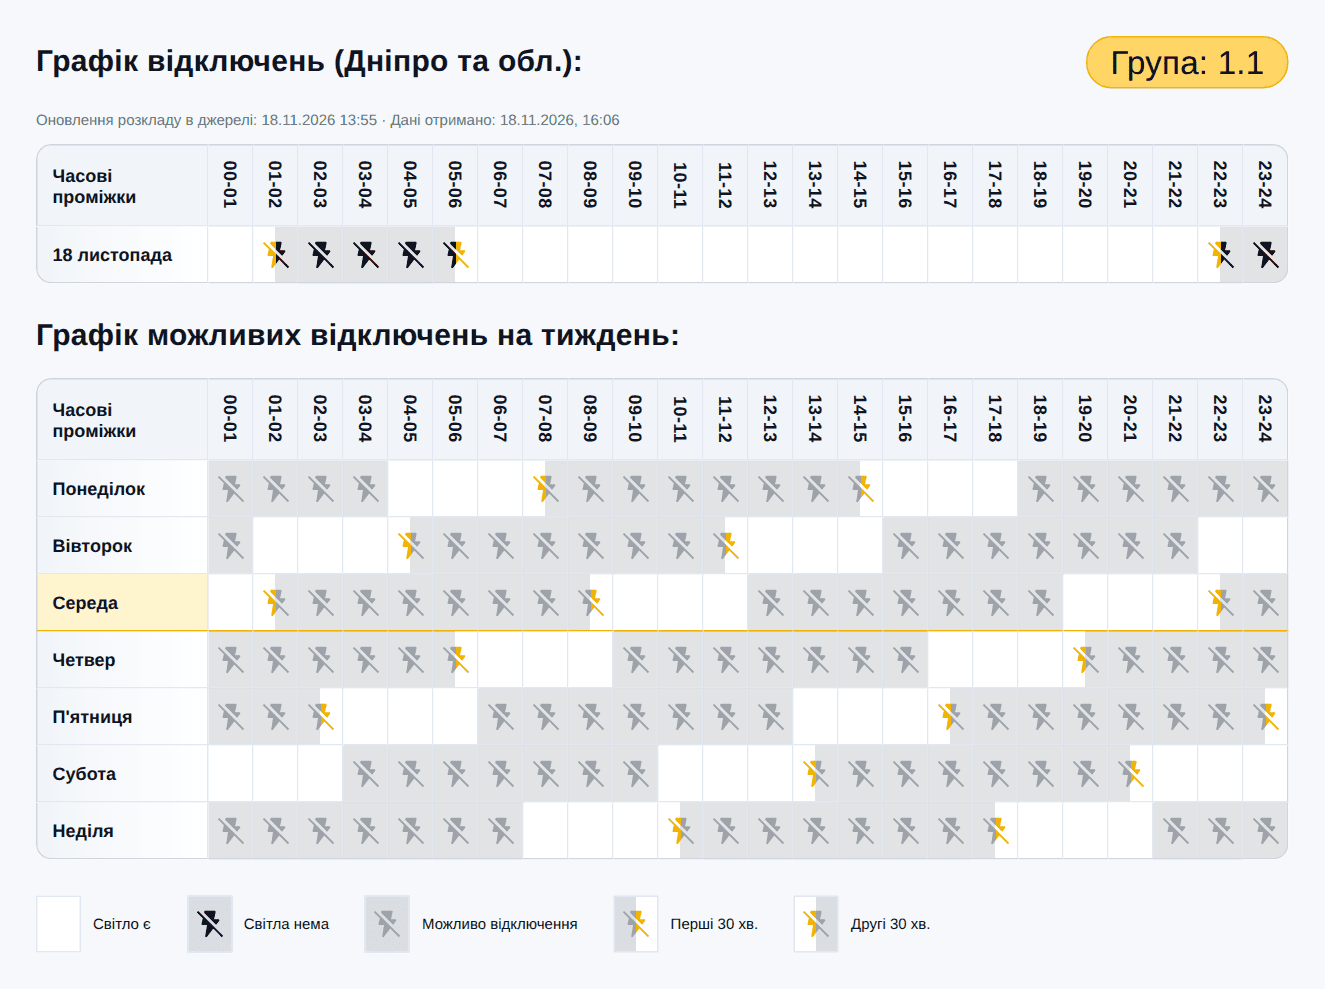 Графік відключень (Дніпро та обл.):
Група: 1.1
Оновлення розкладу в джерелі: 18.11.2026 13:55 · Дані отримано: 18.11.2026, 16:06
Часові
проміжки
00-01 01-02 02-03 03-04 04-05 05-06 06-07 07-08 08-09 09-10 10-11 11-12 12-13 13-14 14-15 15-16 16-17 17-18 18-19 19-20 20-21 21-22 22-23 23-24
18 листопада
Графік можливих відключень на тиждень:
Часові
проміжки
00-01 01-02 02-03 03-04 04-05 05-06 06-07 07-08 08-09 09-10 10-11 11-12 12-13 13-14 14-15 15-16 16-17 17-18 18-19 19-20 20-21 21-22 22-23 23-24
Понеділок
Вівторок
Середа
Четвер
П'ятниця
Субота
Неділя
Світло є
Світла нема
Можливо відключення
Перші 30 хв.
Другі 30 хв.